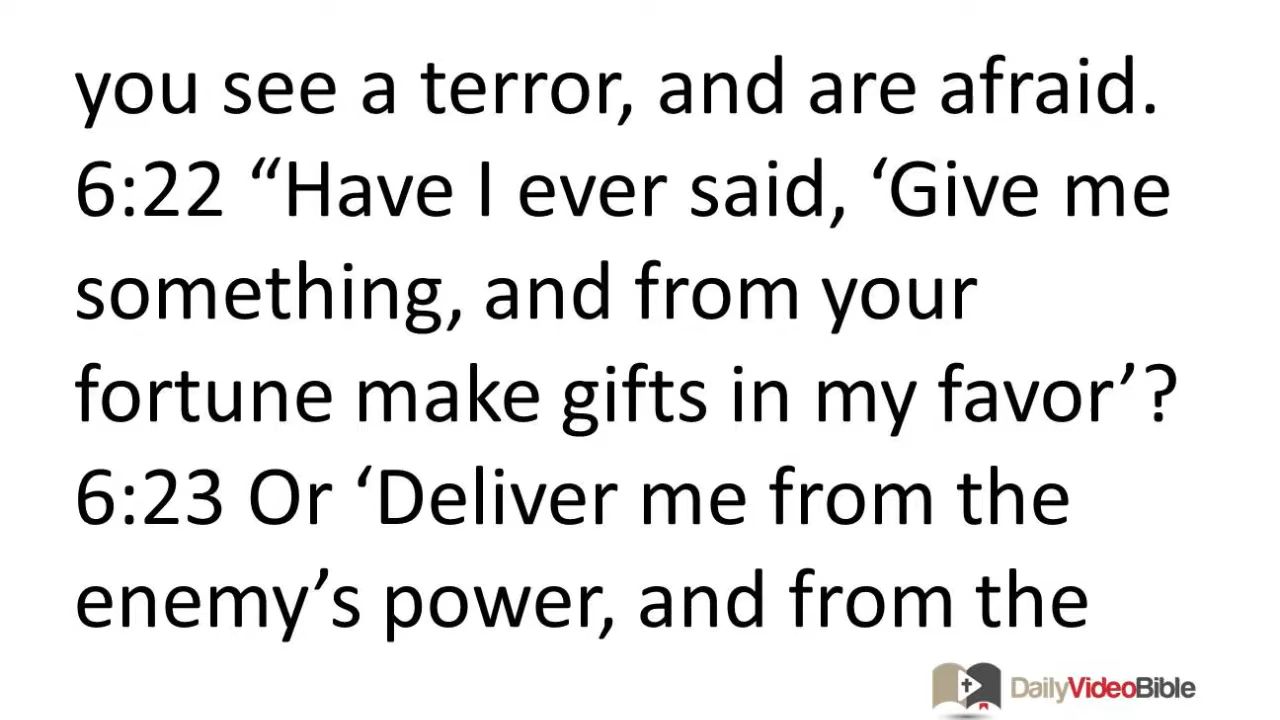 you see a terror, and are afraid.
6:22 “Have I ever said, ‘Give me
something, and from your
fortune make gifts in my favor’?
6:23 Or ‘Deliver me from the
enemy’s power, and from the
DailyVideoBible